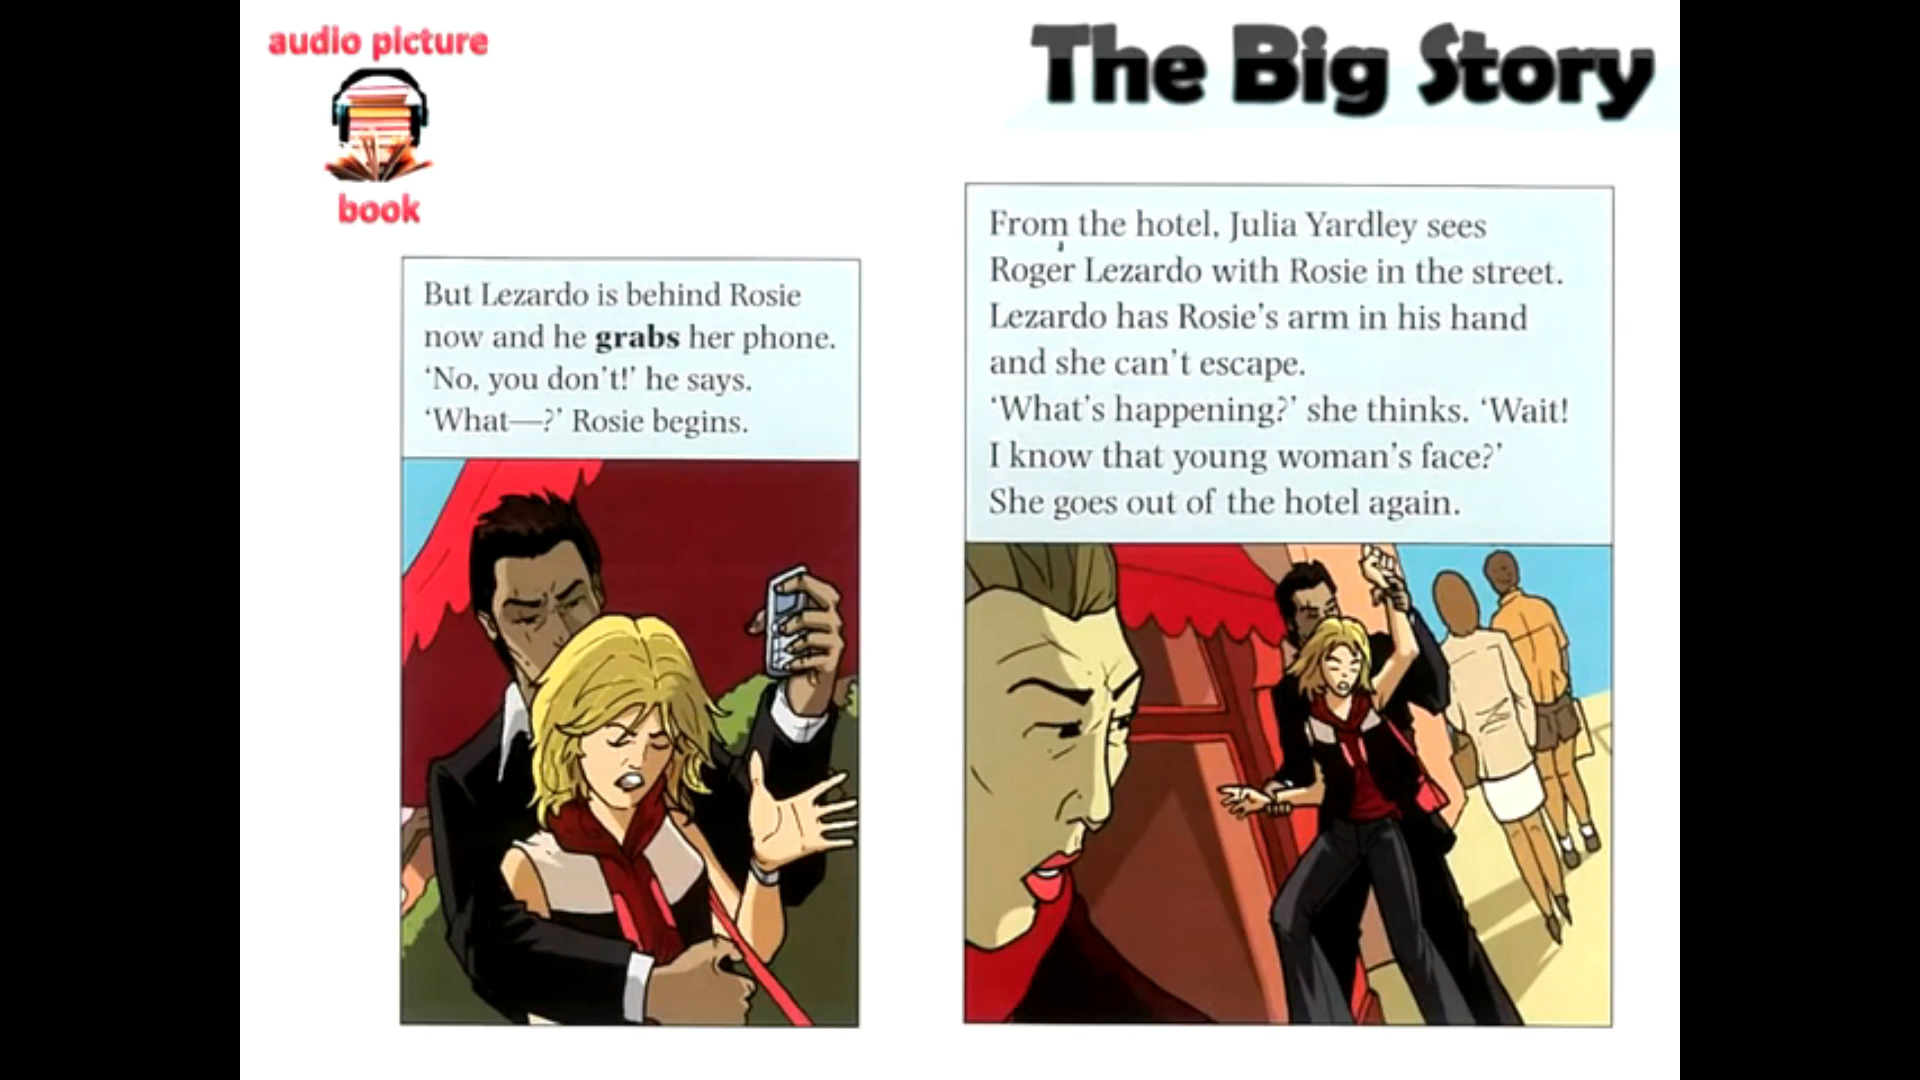 audio picture
book
The Big Story
But Lezardo is behind Rosie
now and he grabs her phone.
‘No, you don’t!’ he says.
‘What—?’ Rosie begins.
From the hotel, Julia Yardley sees
Roger Lezardo with Rosie in the street.
Lezardo has Rosie’s arm in his hand
and she can’t escape.
‘What’s happening?’ she thinks. ‘Wait!
I know that young woman’s face?’
She goes out of the hotel again.